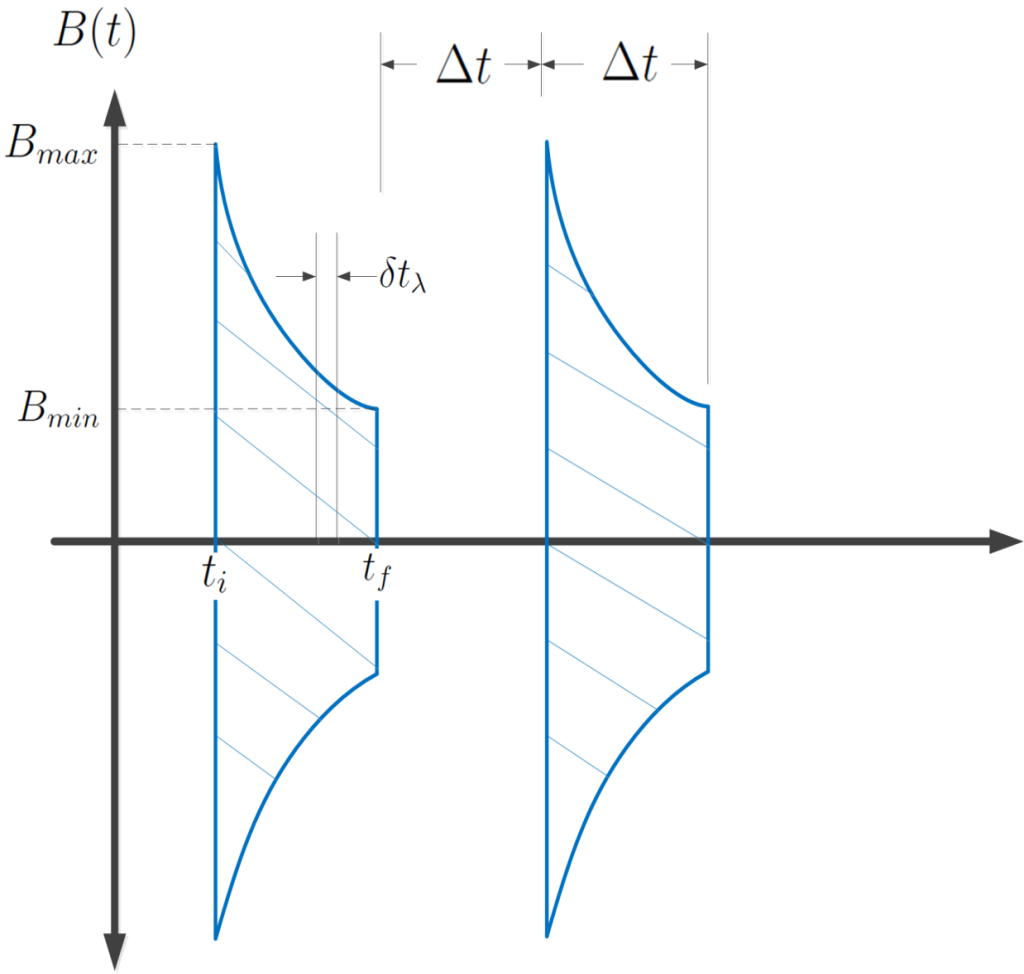 B(t)
Δt Δt
B_max
δt_λ
B_min
t_i t_f